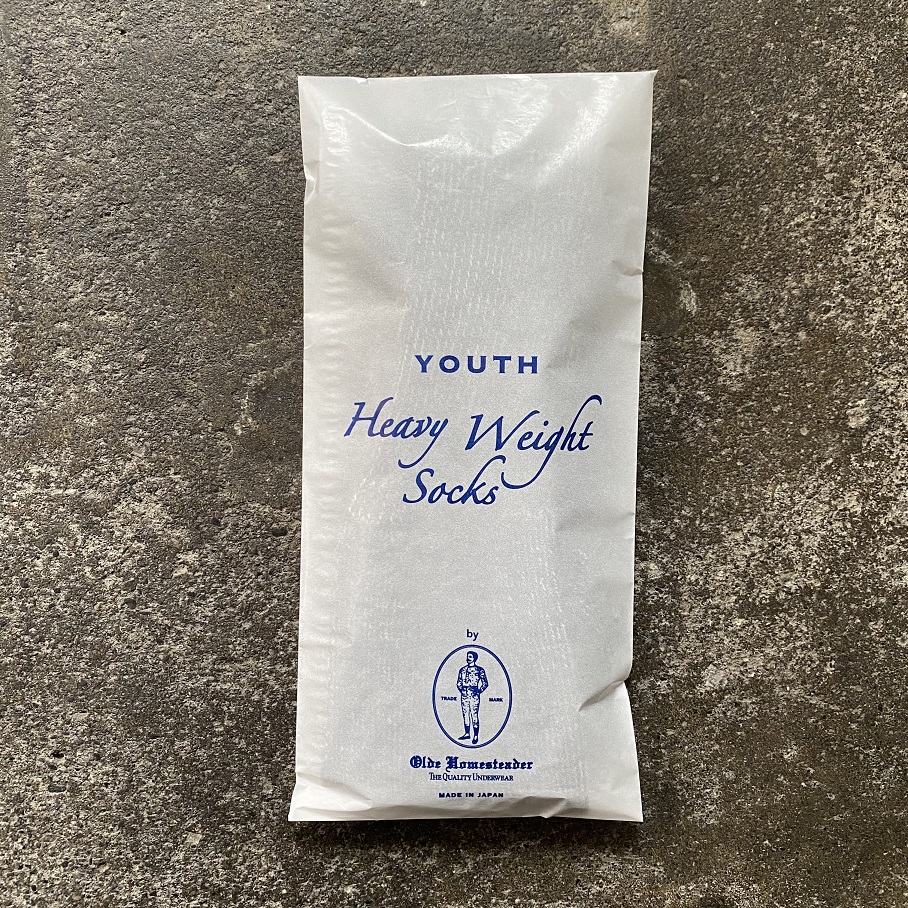 YOUTH
Heavy Weight
Socks
by
TRADE MARK
Olde Homesteader
THE QUALITY UNDERWEAR
MADE IN JAPAN